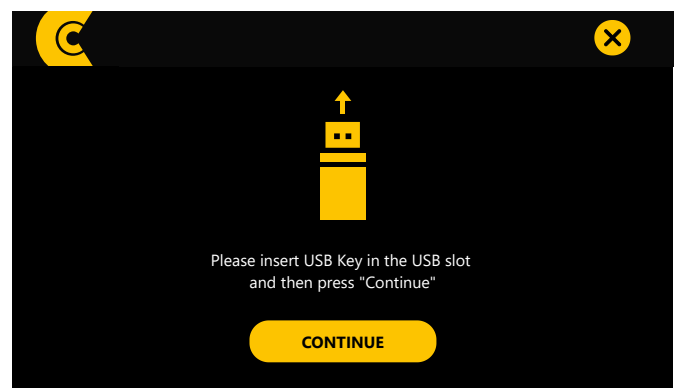 Please insert USB Key in the USB slot
and then press "Continue"
CONTINUE